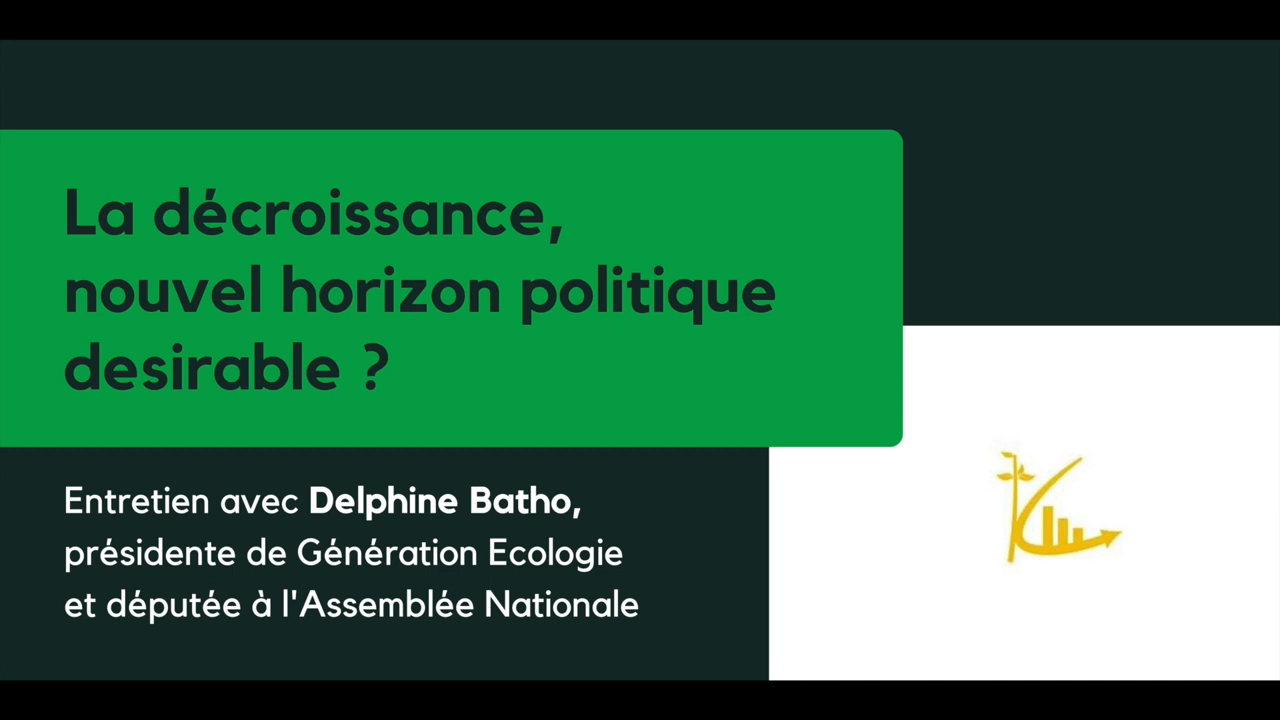 La décroissance,
nouvel horizon politique
desirable ?
Entretien avec Delphine Batho,
présidente de Génération Ecologie
et députée à l'Assemblée Nationale